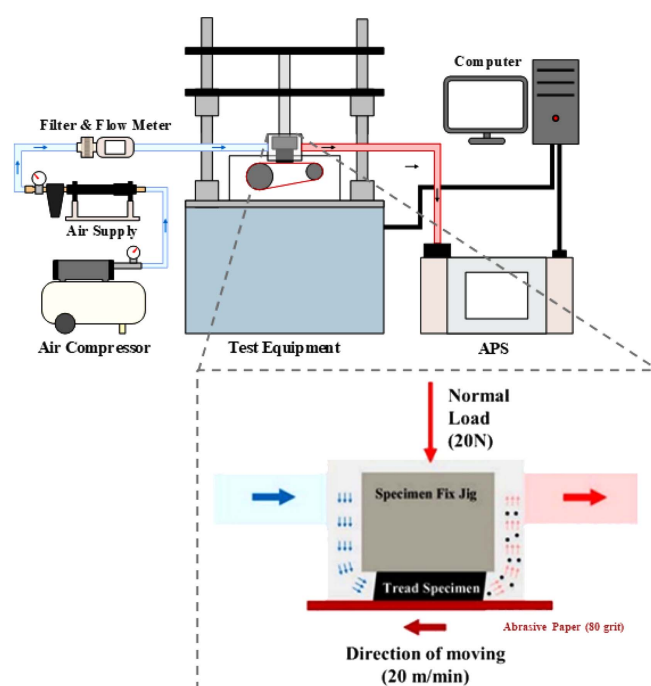 Computer
Filter & Flow Meter
Air Supply
Air Compressor
Test Equipment
APS
Normal
Load
(20N)
Specimen Fix Jig
Tread Specimen
Abrasive Paper (80 grit)
Direction of moving
(20 m/min)